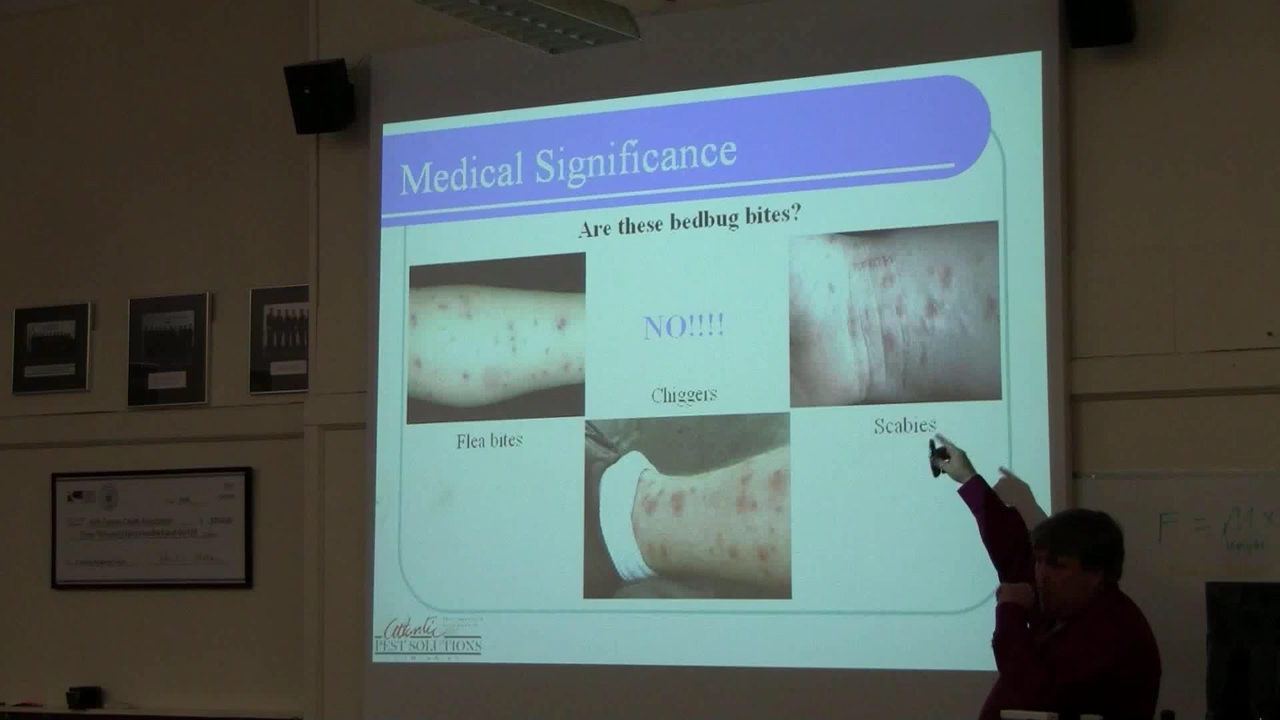 Medical Significance
Are these bedbug bites?
NO!!!!
Chiggers
Flea bites
Scabies
Atlantic
PEST SOLUTIONS
F =